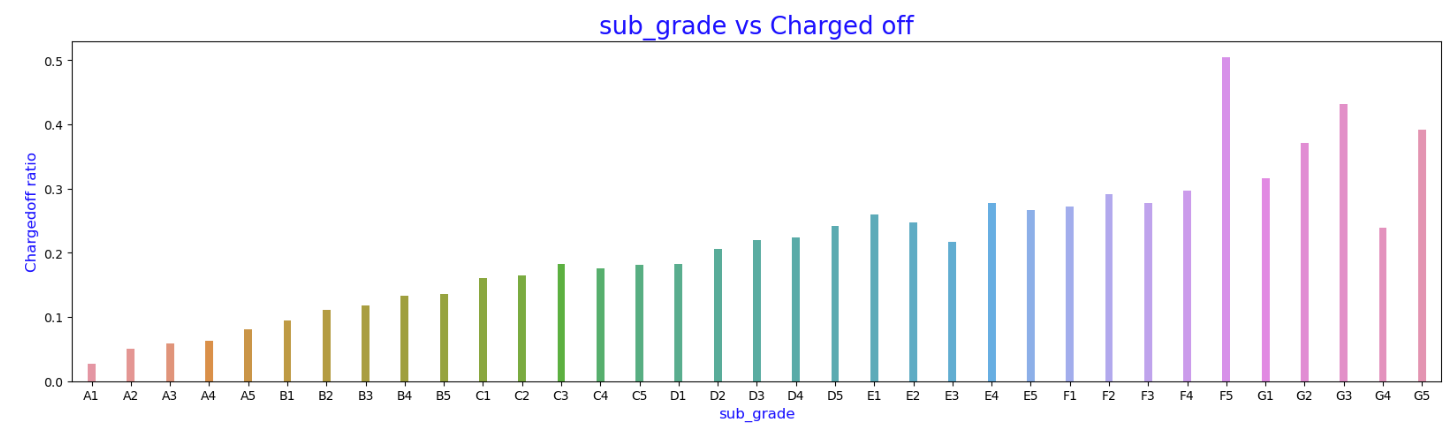 sub_grade vs Charged off
Chargedoff ratio
0.5
0.4
0.3
0.2
0.1
0.0
A1 A2 A3 A4 A5 B1 B2 B3 B4 B5 C1 C2 C3 C4 C5 D1 D2 D3 D4 D5 E1 E2 E3 E4 E5 F1 F2 F3 F4 F5 G1 G2 G3 G4 G5
sub_grade